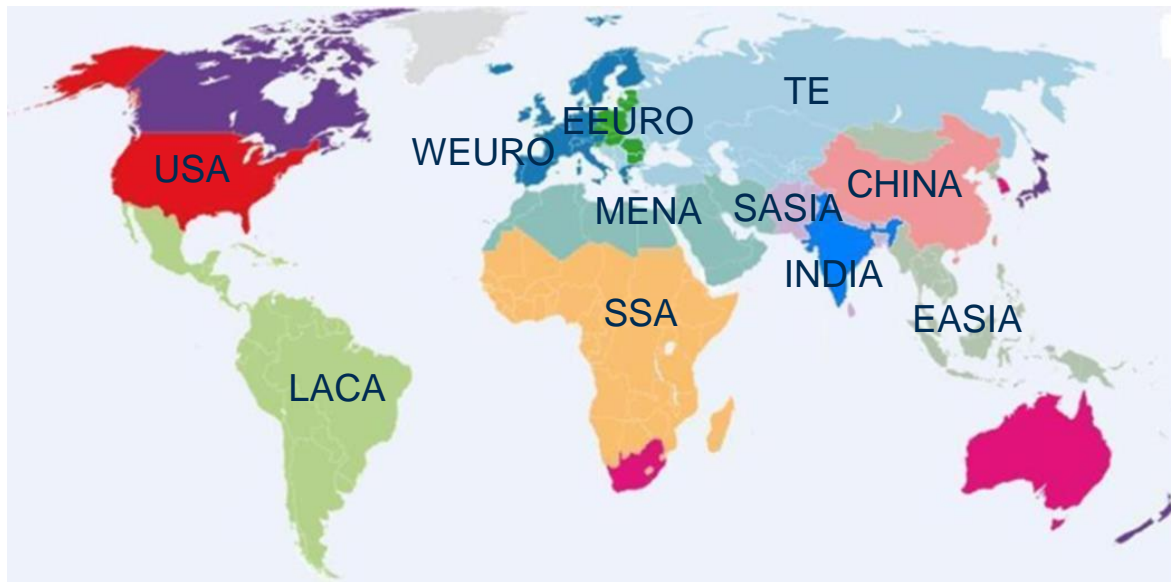 TE
EEURO
WEURO
USA
CHINA
MENA
SASIA
INDIA
SSA
EASIA
LACA